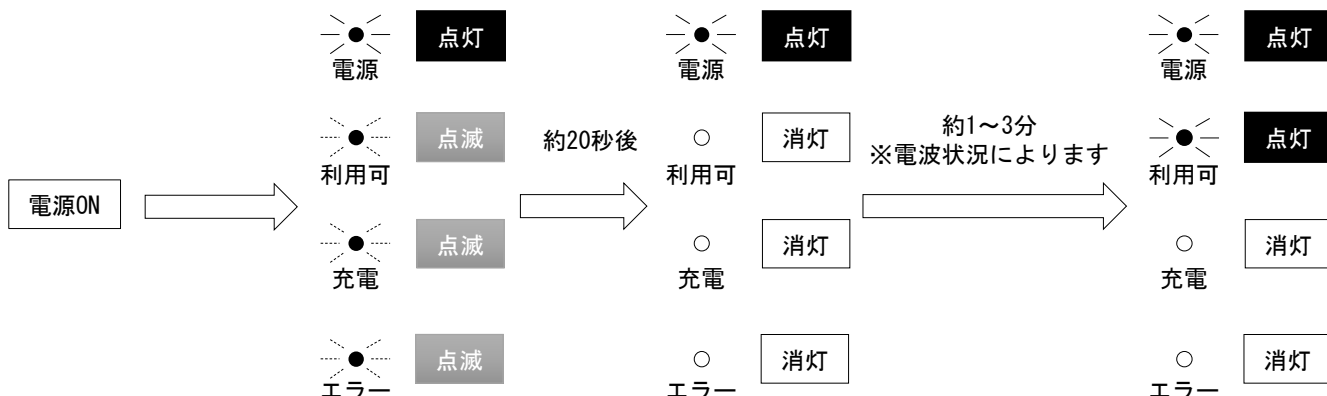 電源ON
点灯
電源
点滅
利用可
点滅
充電
点滅
エラー
約20秒後
点灯
電源
消灯
利用可
消灯
充電
消灯
エラー
約1~3分
※電波状況によります
点灯
電源
点灯
利用可
消灯
充電
消灯
エラー